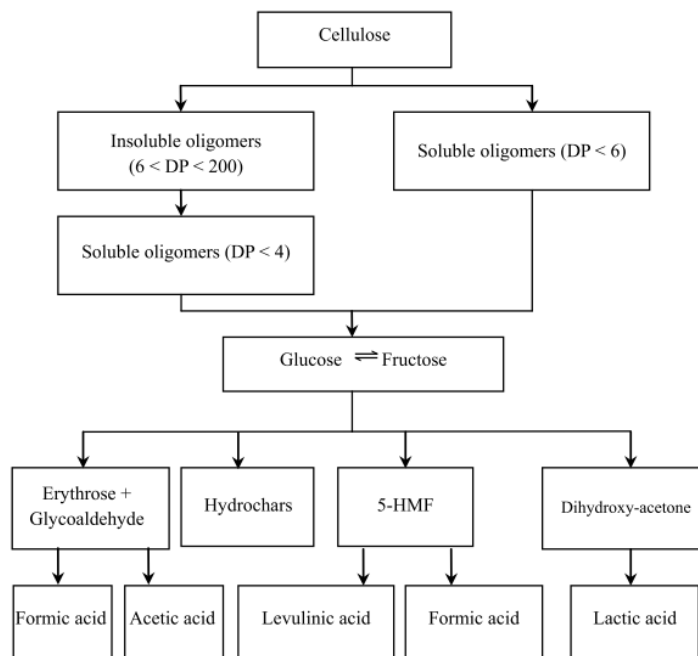 Cellulose
Insoluble oligomers
(6 < DP < 200)
Soluble oligomers (DP < 6)
Soluble oligomers (DP < 4)
Glucose ⇌ Fructose
Erythrose +
Glycoaldehyde
Hydrochars
5-HMF
Dihydroxy-acetone
Formic acid
Acetic acid
Levulinic acid
Formic acid
Lactic acid